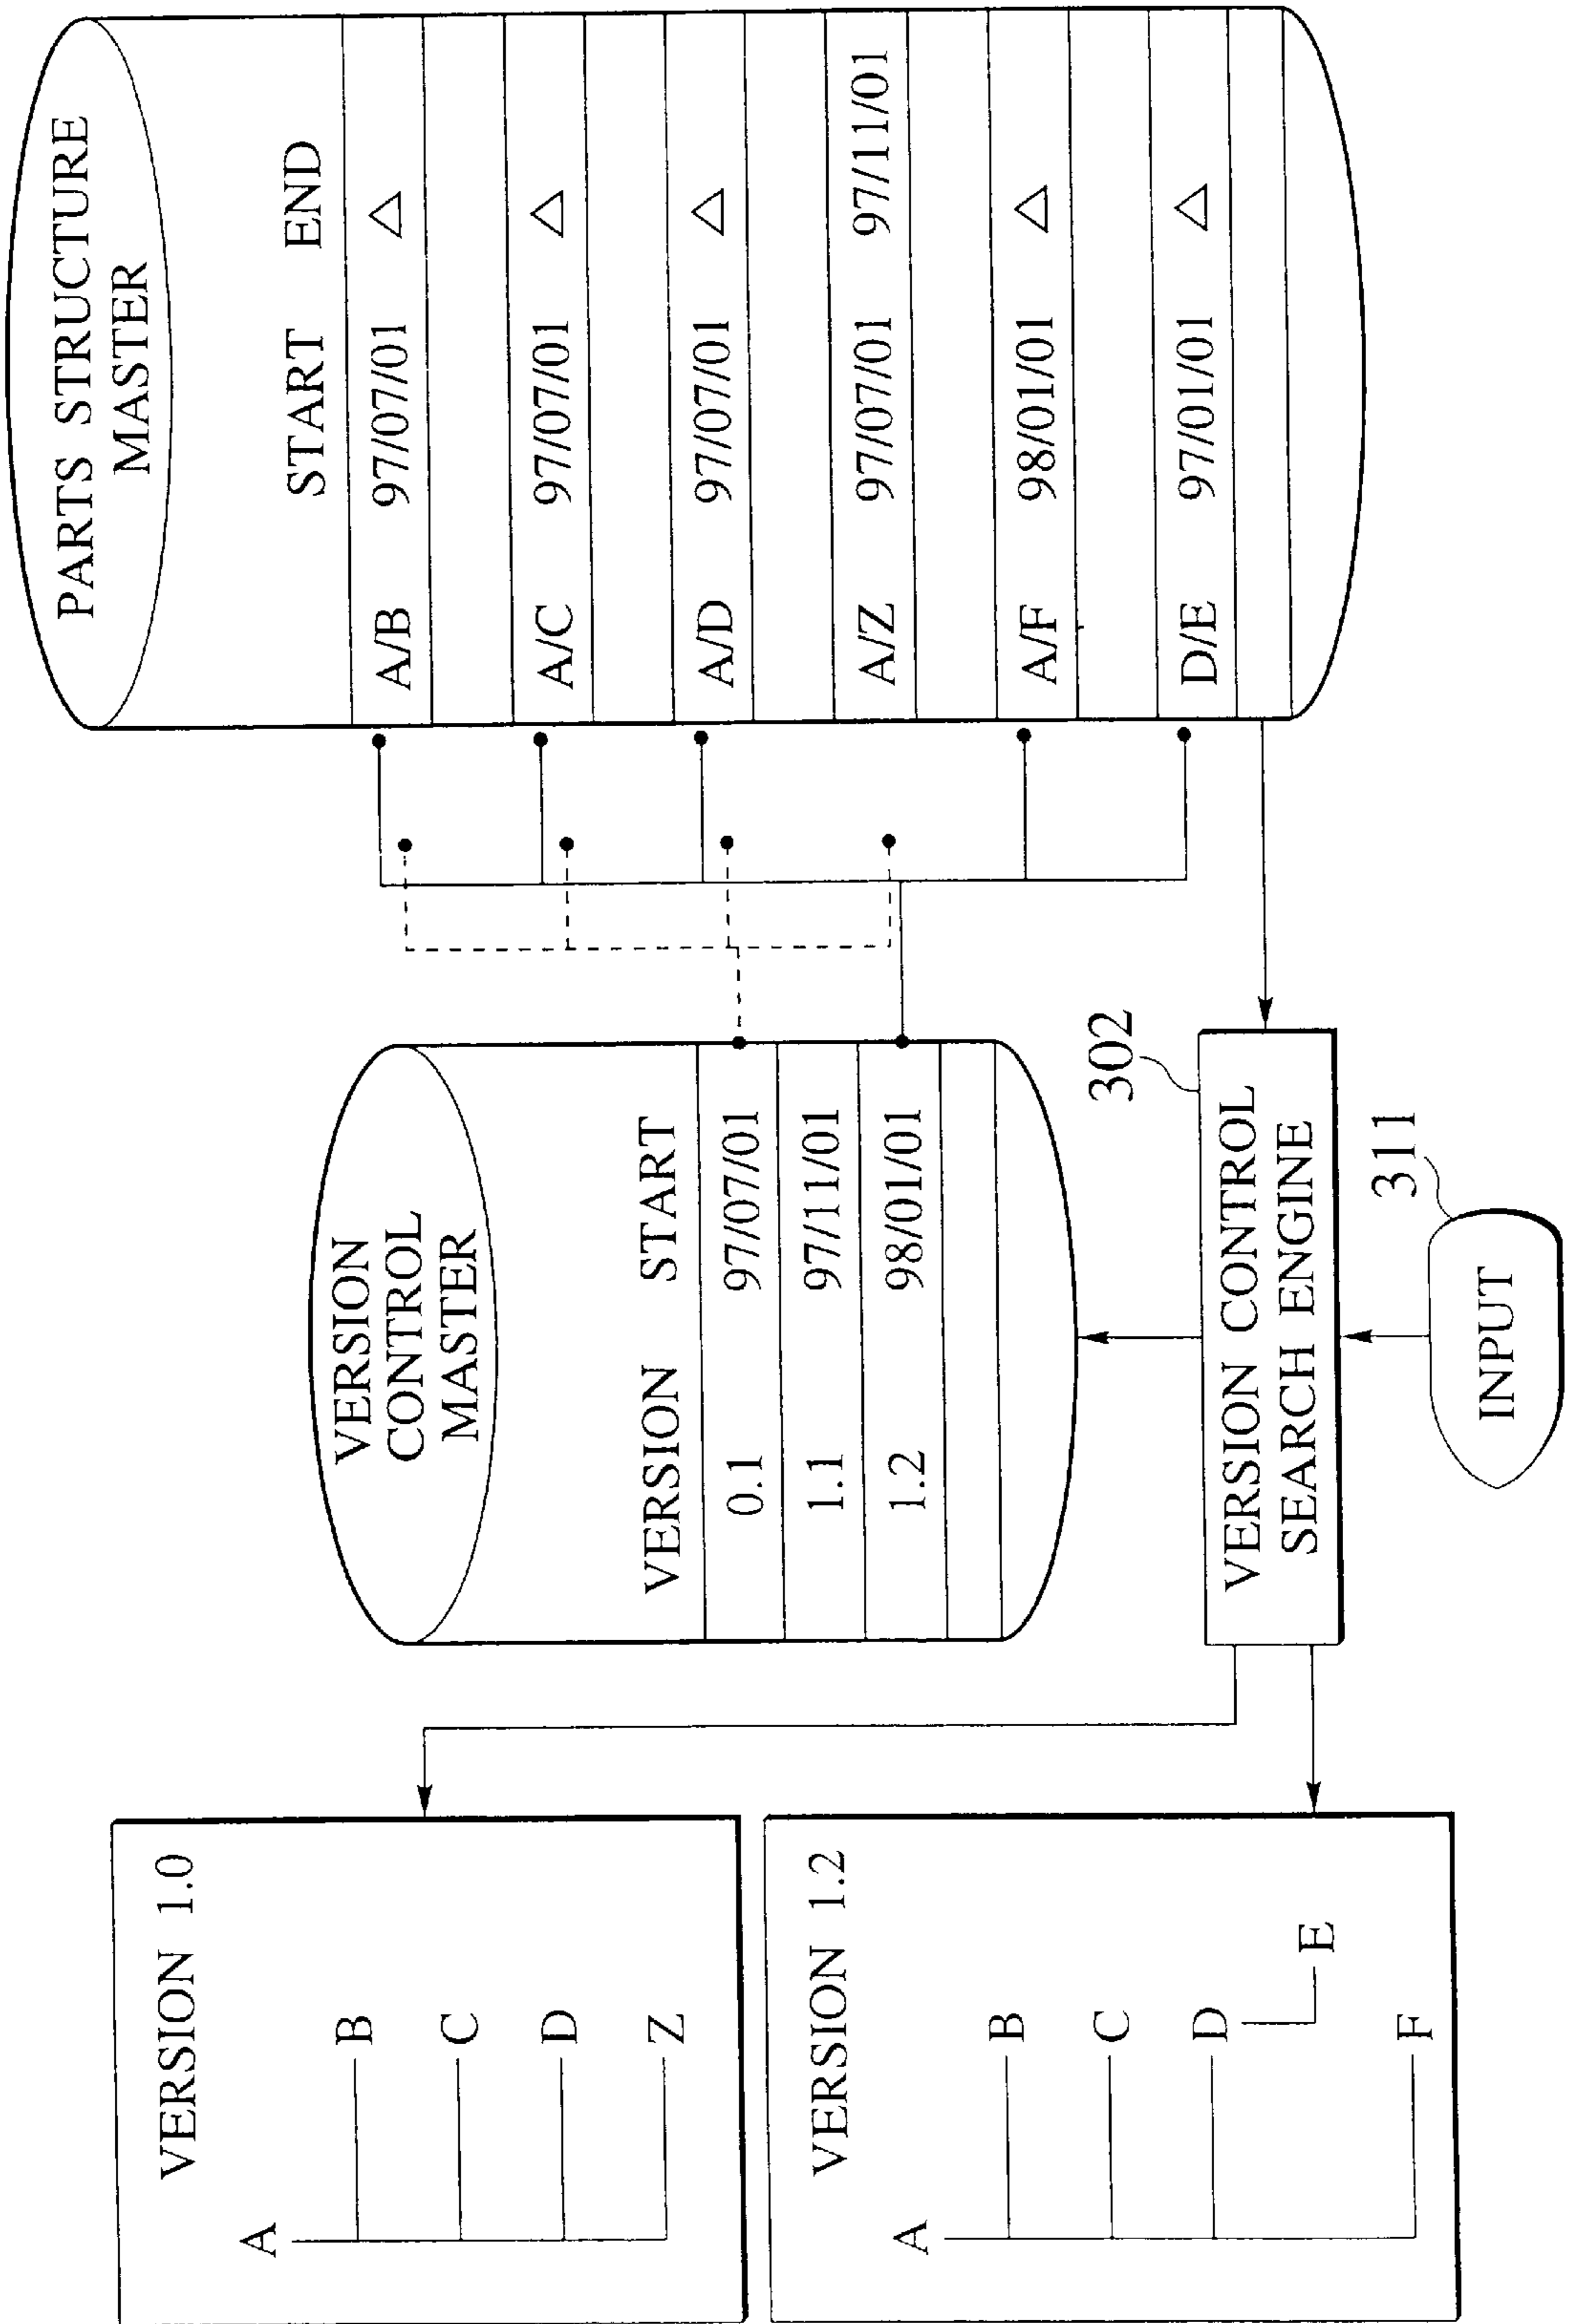 VERSION 1.0
A
B
C
D
Z
VERSION 1.2
A
B
C
D
E
F
VERSION
CONTROL
MASTER
VERSION START
0.1 97/07/01
1.1 97/11/01
1.2 98/01/01
302
VERSION CONTROL
SEARCH ENGINE
311
INPUT
PARTS STRUCTURE
MASTER
START END
A/B 97/07/01 △
A/C 97/07/01 △
A/D 97/07/01 △
A/Z 97/07/01 97/11/01
A/F 98/01/01 △
D/E 97/01/01 △